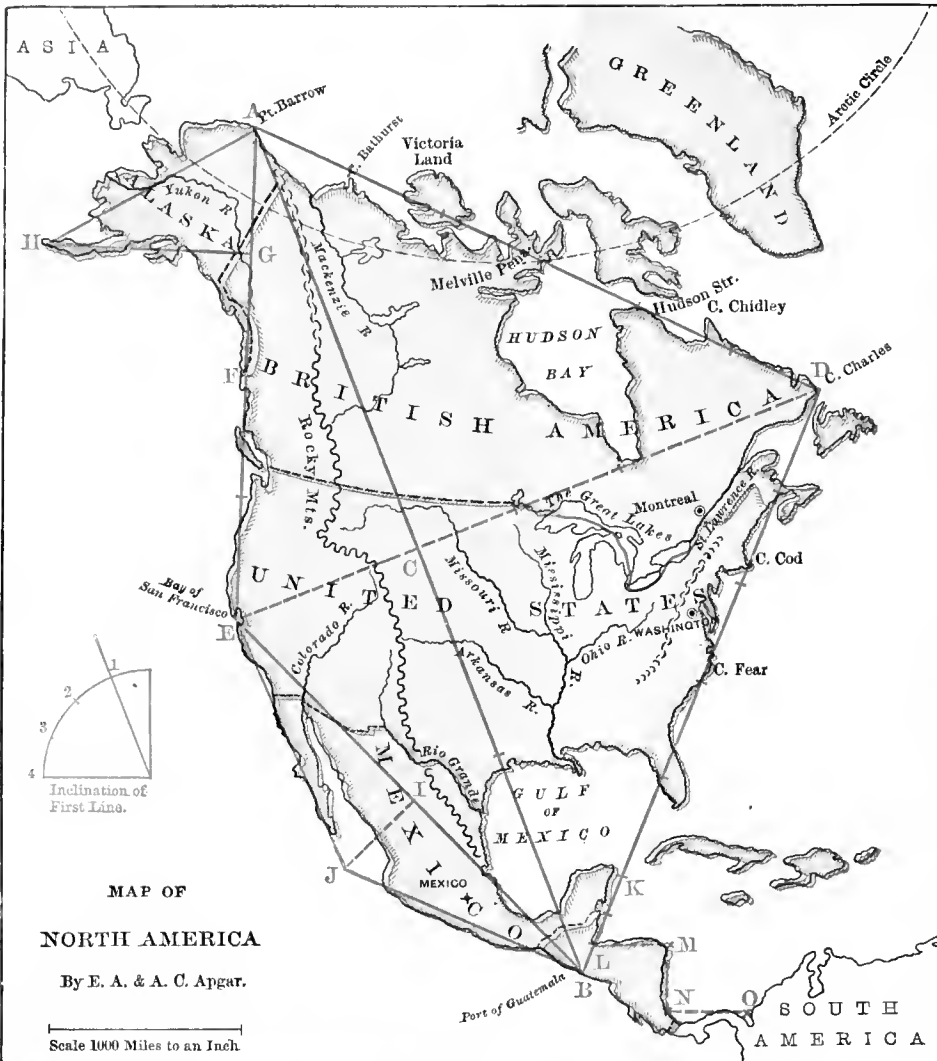 ASIA
GREENLAND
Arctic Circle
A
Pt. Barrow
C. Bathurst
Victoria
Land
Yukon R
ALASKA
H
G
Mackenzie R
Melville Pena.
Hudson Str.
C. Chidley
HUDSON
BAY
D
C. Charles
F
BRITISH AMERICA
Rocky Mts.
The Great Lakes
Montreal
St. Lawrence R.
C. Cod
C
Missouri R
Mississippi R.
Bay of
San Francisco
E
UNITED STATES
Colorado R.
Ohio R.
WASHINGTON
Arkansas R.
C. Fear
1
2
3
4
Inclination of
First Line.
MEXICO
I
Rio Grande
GULF
OF
MEXICO
J
MEXICO
K
L
M
B
Port of Guatemala
N
O
SOUTH
AMERICA
MAP OF
NORTH AMERICA
By E. A. & A. C. Apgar.
Scale 1000 Miles to an Inch